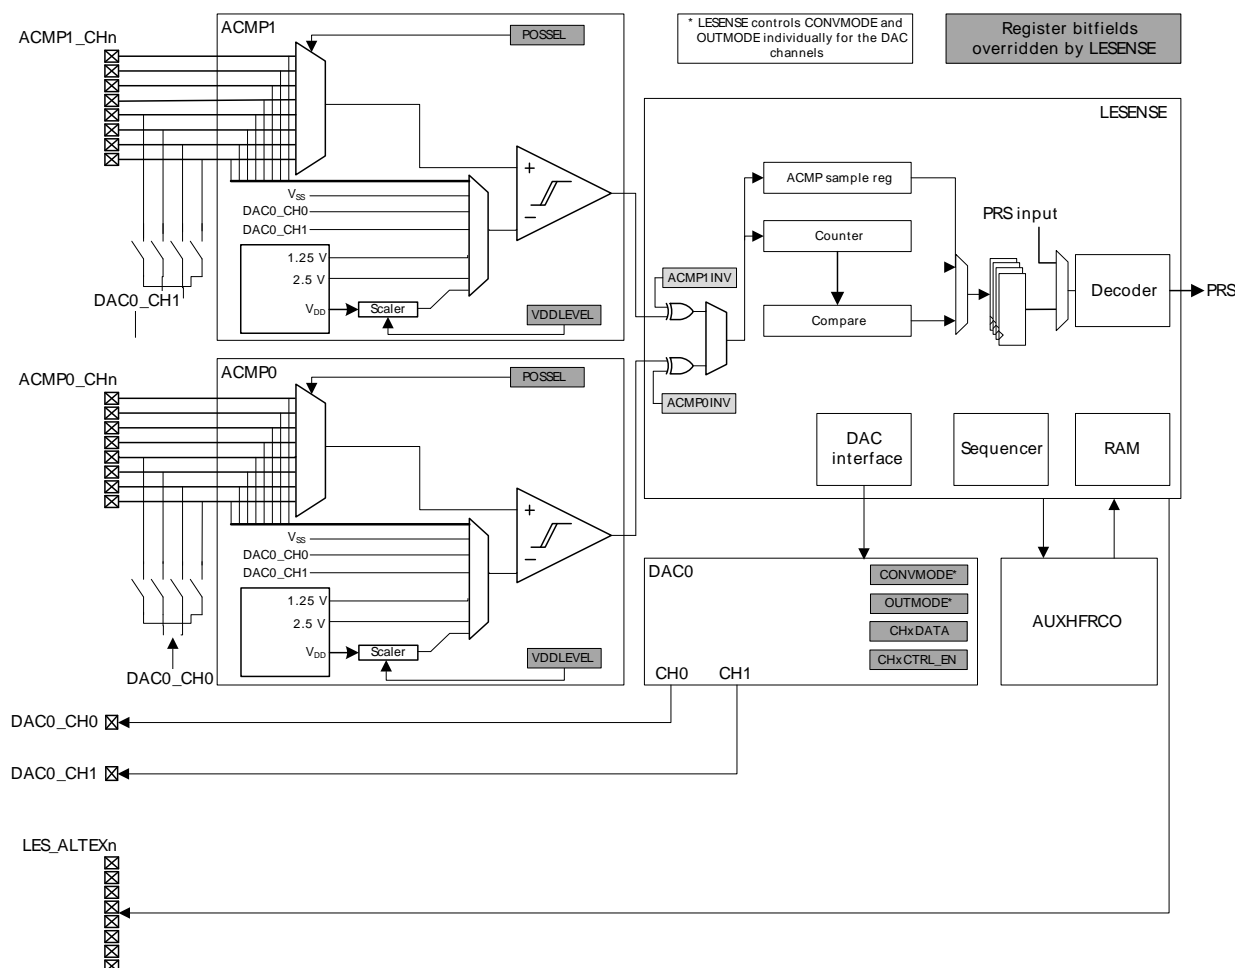 ACMP1_CHn
ACMP1
POSSEL
* LESENSE controls CONVMODE and
OUTMODE individually for the DAC
channels
Register bitfields
overridden by LESENSE
LESENSE
+
−
VSS
DAC0_CH0
DAC0_CH1
1.25 V
2.5 V
VDD
Scaler
VDDLEVEL
DAC0_CH1
ACMP sample reg
Counter
Compare
PRS input
Decoder
PRS
ACMP1INV
ACMP0INV
ACMP0_CHn
ACMP0
POSSEL
+
−
VSS
DAC0_CH0
DAC0_CH1
1.25 V
2.5 V
VDD
Scaler
VDDLEVEL
DAC0_CH0
DAC
interface
Sequencer
RAM
DAC0
CONVMODE*
OUTMODE*
CHxDATA
CHxCTRL_EN
CH0
CH1
AUXHFRCO
DAC0_CH0
DAC0_CH1
LES_ALTEXn